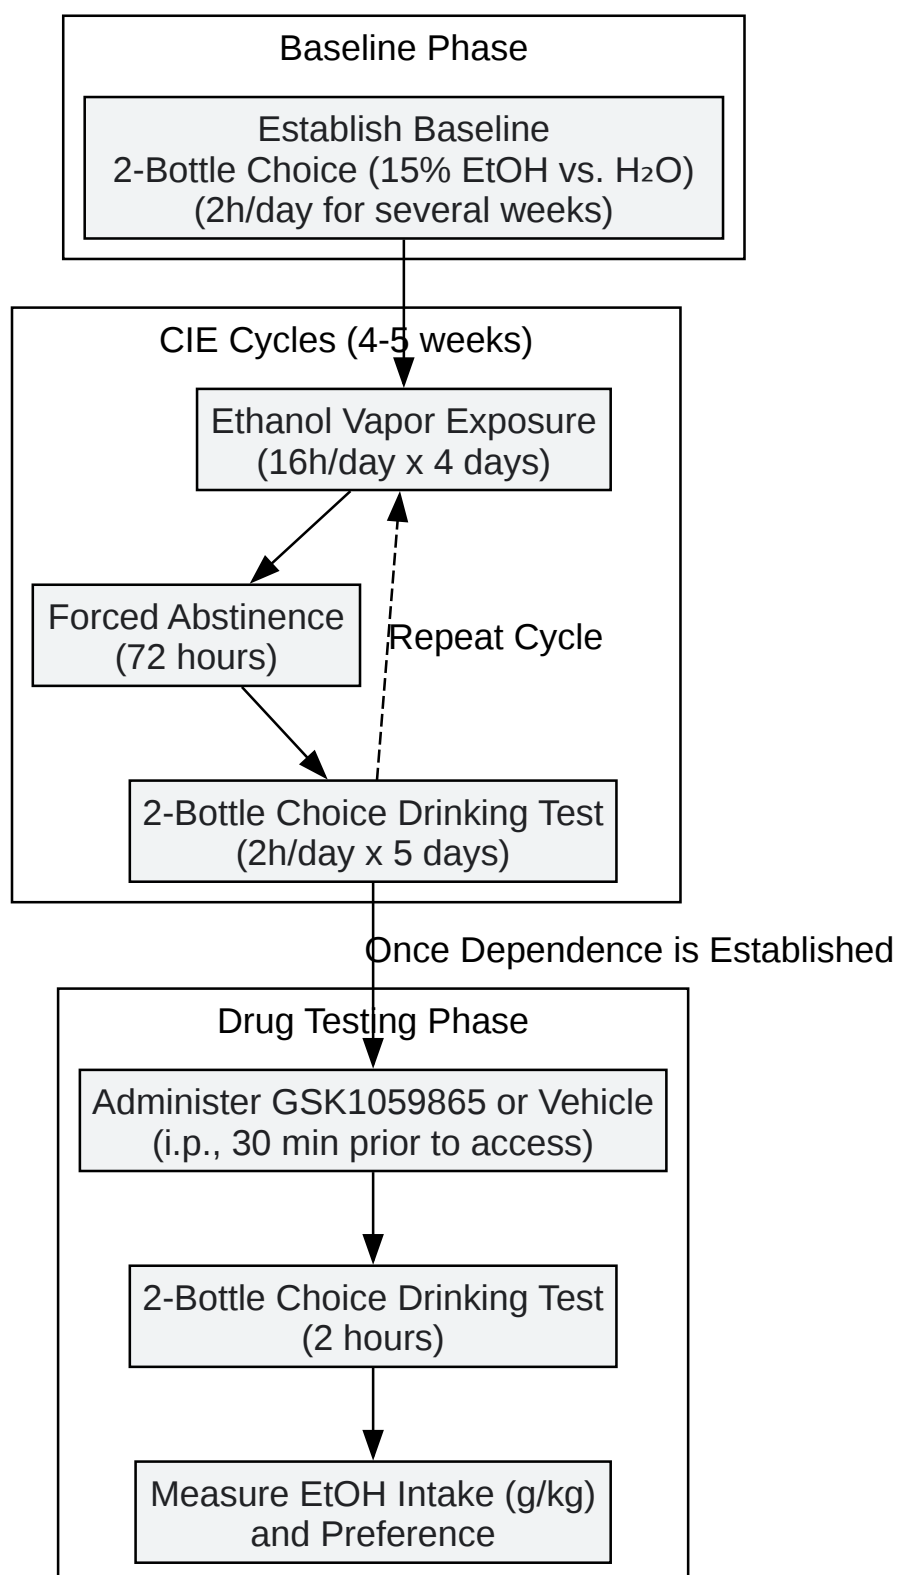 Baseline Phase
Establish Baseline
2-Bottle Choice (15% EtOH vs. H₂O)
(2h/day for several weeks)
CIE Cycles (4-5 weeks)
Ethanol Vapor Exposure
(16h/day x 4 days)
Forced Abstinence
(72 hours)
Repeat Cycle
2-Bottle Choice Drinking Test
(2h/day x 5 days)
Once Dependence is Established
Drug Testing Phase
Administer GSK1059865 or Vehicle
(i.p., 30 min prior to access)
2-Bottle Choice Drinking Test
(2 hours)
Measure EtOH Intake (g/kg)
and Preference